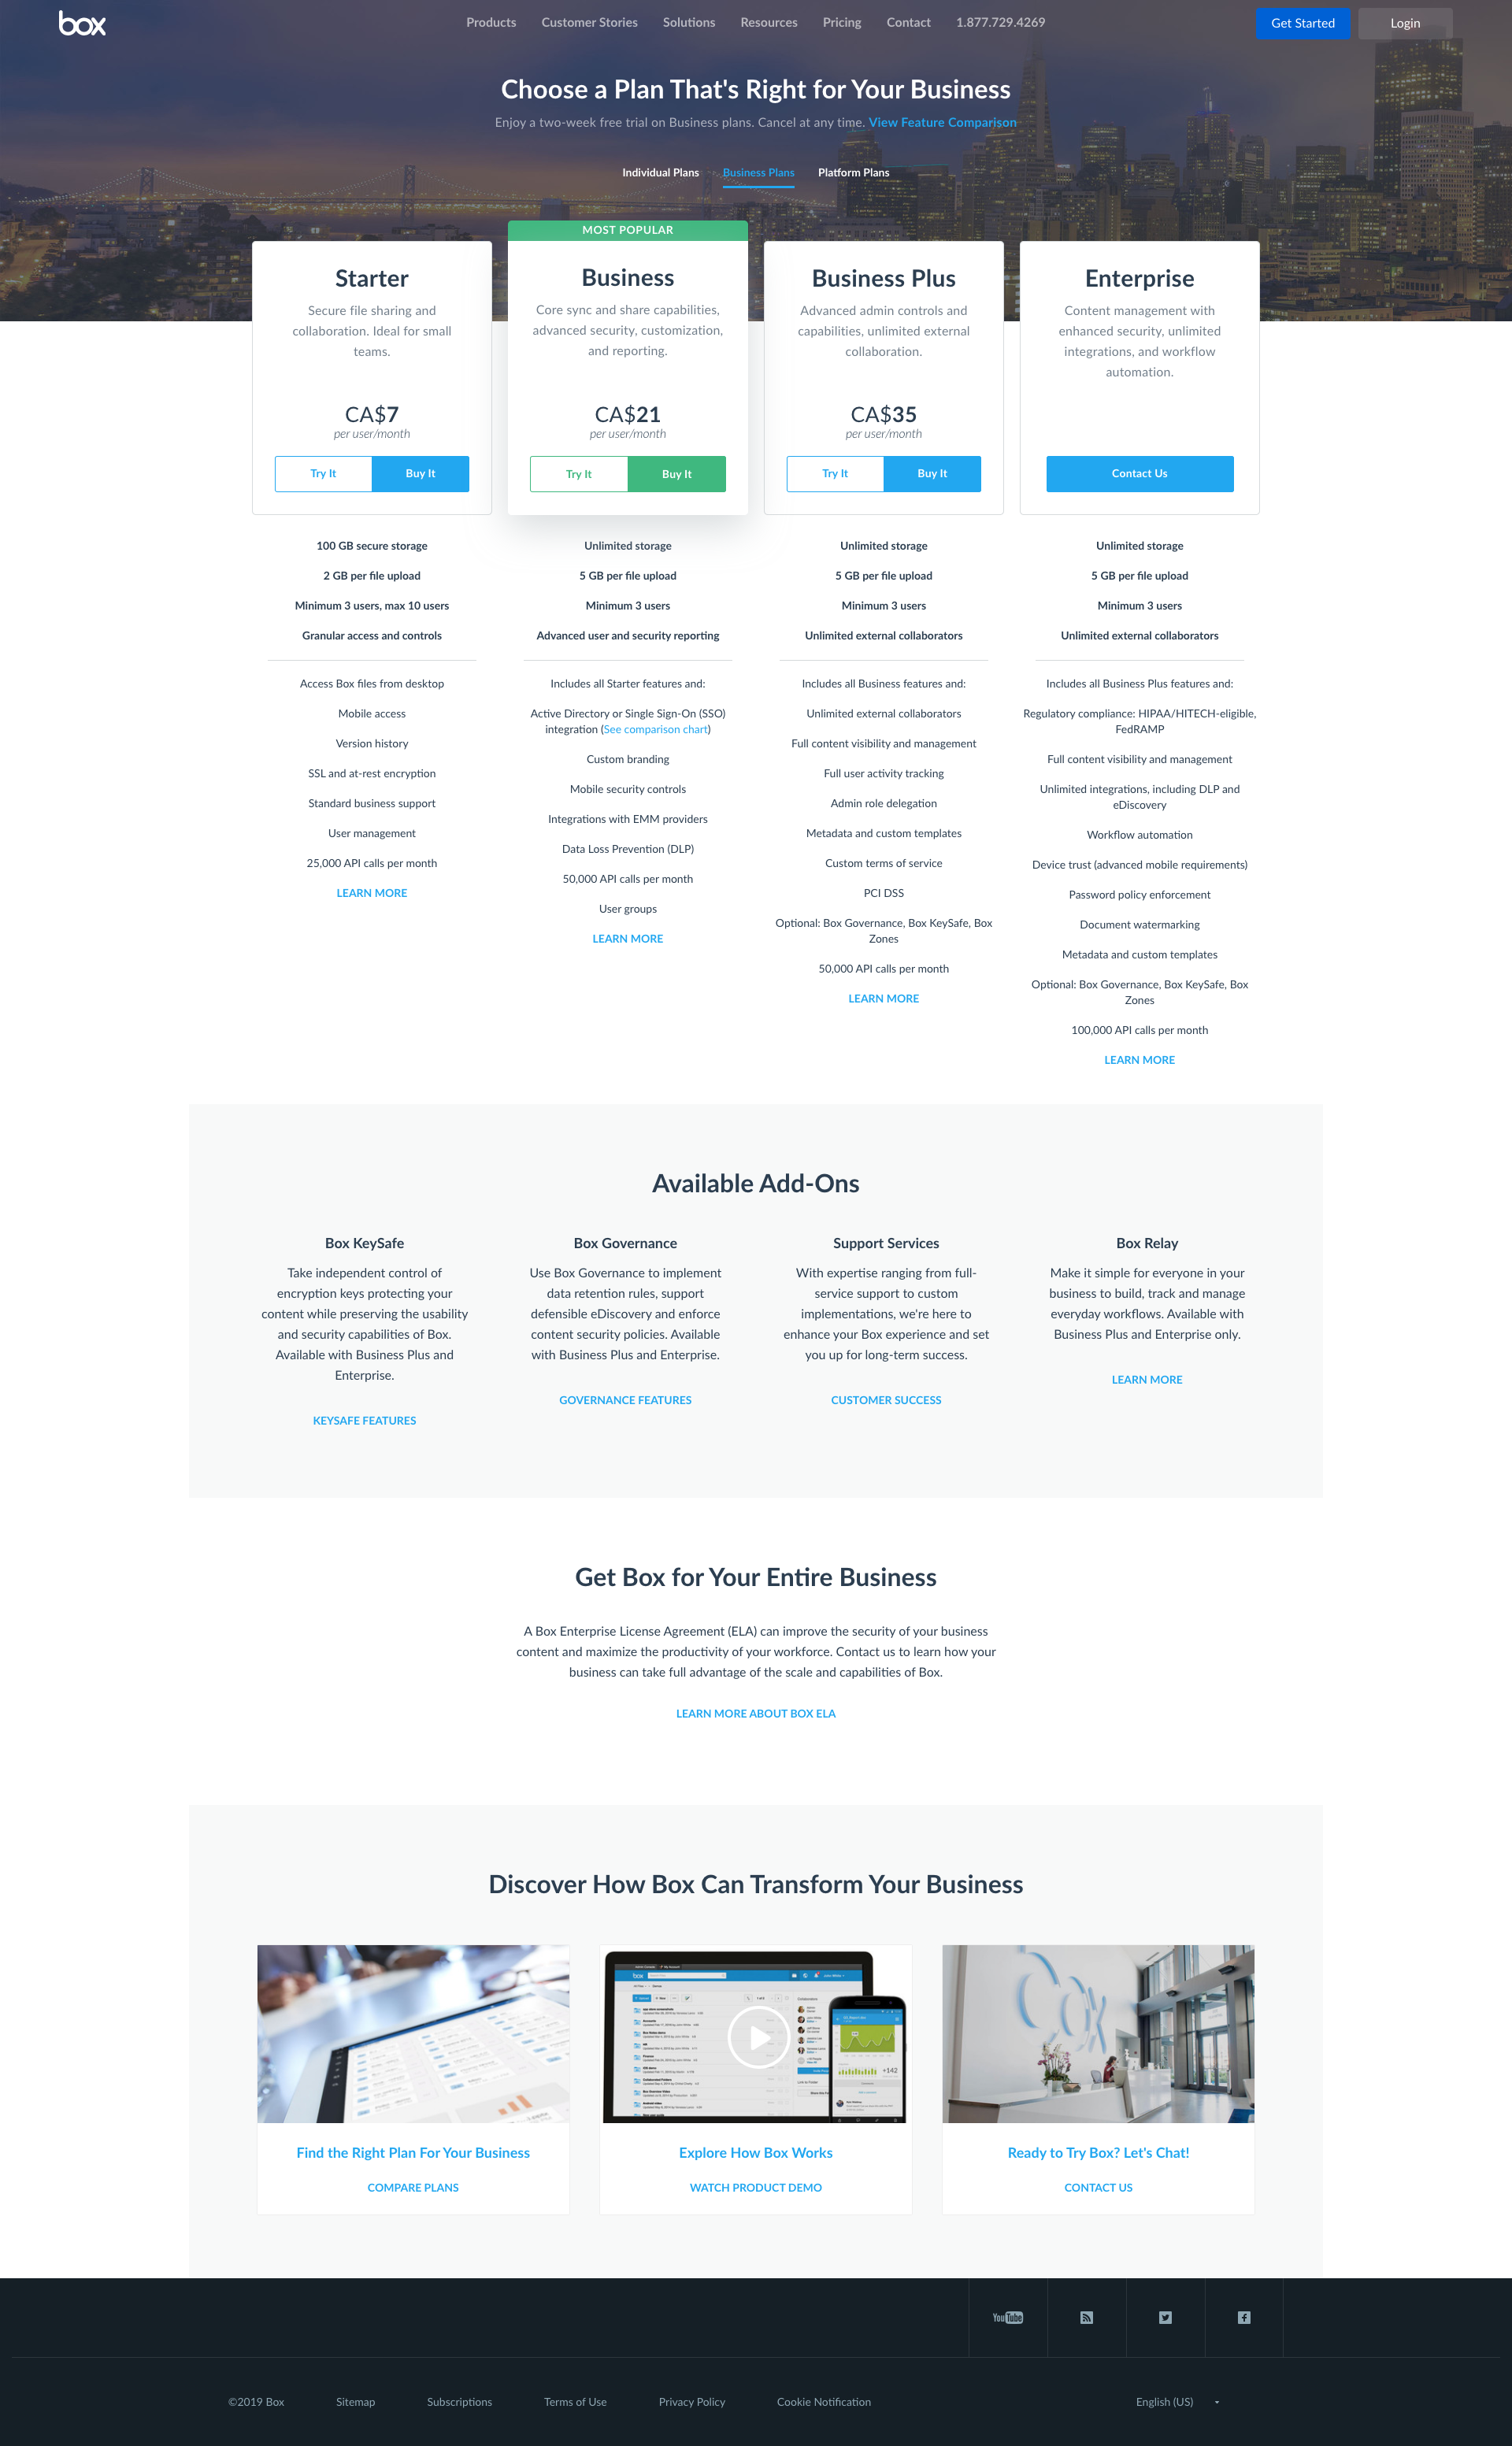 box
Products Customer Stories Solutions Resources Pricing Contact 1.877.729.4269 Get Started Login
Choose a Plan That's Right for Your Business
Enjoy a two-week free trial on Business plans. Cancel at any time. View Feature Comparison
Individual Plans Business Plans Platform Plans
MOST POPULAR
Starter
Secure file sharing and
collaboration. Ideal for small
teams.
CA$7
per user/month
Try It Buy It
Business
Core sync and share capabilities,
advanced security, customization,
and reporting.
CA$21
per user/month
Try It Buy It
Business Plus
Advanced admin controls and
capabilities, unlimited external
collaboration.
CA$35
per user/month
Try It Buy It
Enterprise
Content management with
enhanced security, unlimited
integrations, and workflow
automation.
Contact Us
100 GB secure storage
2 GB per file upload
Minimum 3 users, max 10 users
Granular access and controls
Access Box files from desktop
Mobile access
Version history
SSL and at-rest encryption
Standard business support
User management
25,000 API calls per month
LEARN MORE
Unlimited storage
5 GB per file upload
Minimum 3 users
Advanced user and security reporting
Includes all Starter features and:
Active Directory or Single Sign-On (SSO)
integration (See comparison chart)
Custom branding
Mobile security controls
Integrations with EMM providers
Data Loss Prevention (DLP)
50,000 API calls per month
User groups
LEARN MORE
Unlimited storage
5 GB per file upload
Minimum 3 users
Unlimited external collaborators
Includes all Business features and:
Unlimited external collaborators
Full content visibility and management
Full user activity tracking
Admin role delegation
Metadata and custom templates
Custom terms of service
PCI DSS
Optional: Box Governance, Box KeySafe, Box
Zones
50,000 API calls per month
LEARN MORE
Unlimited storage
5 GB per file upload
Minimum 3 users
Unlimited external collaborators
Includes all Business Plus features and:
Regulatory compliance: HIPAA/HITECH-eligible,
FedRAMP
Full content visibility and management
Unlimited integrations, including DLP and
eDiscovery
Workflow automation
Device trust (advanced mobile requirements)
Password policy enforcement
Document watermarking
Metadata and custom templates
Optional: Box Governance, Box KeySafe, Box
Zones
100,000 API calls per month
LEARN MORE
Available Add-Ons
Box KeySafe
Take independent control of
encryption keys protecting your
content while preserving the usability
and security capabilities of Box.
Available with Business Plus and
Enterprise.
KEYSAFE FEATURES
Box Governance
Use Box Governance to implement
data retention rules, support
defensible eDiscovery and enforce
content security policies. Available
with Business Plus and Enterprise.
GOVERNANCE FEATURES
Support Services
With expertise ranging from full-
service support to custom
implementations, we're here to
enhance your Box experience and set
you up for long-term success.
CUSTOMER SUCCESS
Box Relay
Make it simple for everyone in your
business to build, track and manage
everyday workflows. Available with
Business Plus and Enterprise only.
LEARN MORE
Get Box for Your Entire Business
A Box Enterprise License Agreement (ELA) can improve the security of your business
content and maximize the productivity of your workforce. Contact us to learn how your
business can take full advantage of the scale and capabilities of Box.
LEARN MORE ABOUT BOX ELA
Discover How Box Can Transform Your Business
box
+142
box
Find the Right Plan For Your Business
COMPARE PLANS
Explore How Box Works
WATCH PRODUCT DEMO
Ready to Try Box? Let's Chat!
CONTACT US
YouTube
©2019 Box Sitemap Subscriptions Terms of Use Privacy Policy Cookie Notification English (US)